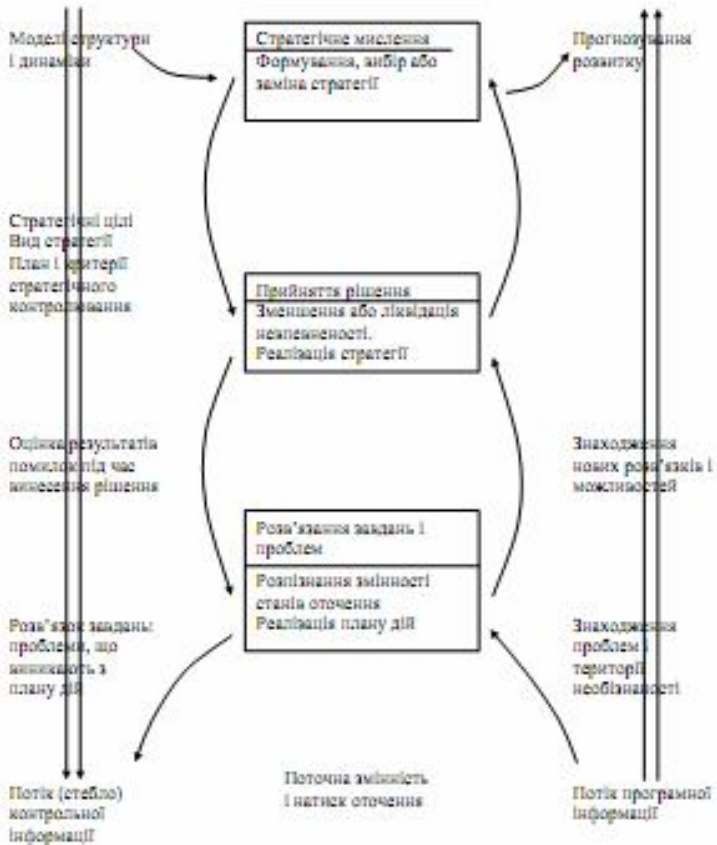 Моделі структури
і динаміки
Стратегічне мислення
Формування, вибір або
заміна стратегії
Прогнозування
розвитку
Стратегічні цілі
Вид стратегії
План і критерії
стратегічного
контролювання
Прийняття рішення
Зменшення або ліквідація
невпевнености.
Реалізація стратегії
Оцінка результатів
помилок під час
винесення рішення
Знаходження
нових розв'язків і
можливостей
Розв'язання завдань і
проблем
Розпізнання змінності
станів оточення
Реалізація плану дій
Розв'язок завдань:
проблеми, що
виникають з
плану дій
Знаходження
проблем і
території
необізнаності
Потік (стебло)
контрольної
інформації
Поточна змінність
і натиск оточення
Потік програмної
інформації